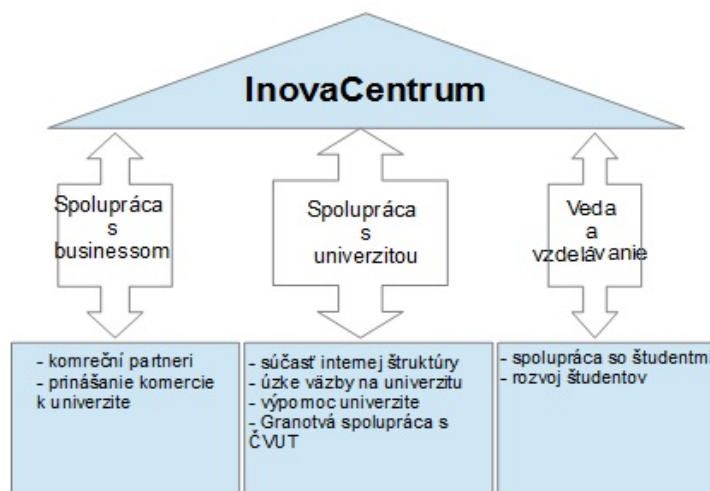 InovaCentrum
Spolupráca
s
businessom
Spolupráca
s
univerzitou
Veda
a
vzdelávanie
- komreční partneri
- prinášanie komercie
k univerzite
- súčasť internej štruktúry
- úzke väzby na univerzitu
- výpomoc univerzite
- Granotvá spolupráca s
ČVUT
- spolupráca so študentmi
- rozvoj študentov